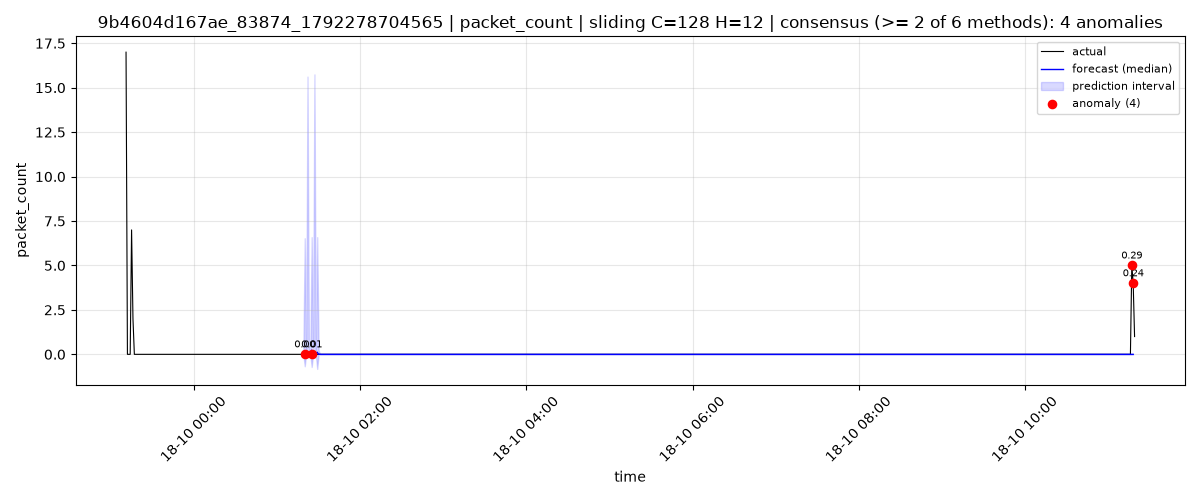 9b4604d167ae_83874_1792278704565 | packet_count | sliding C=128 H=12 | consensus (>= 2 of 6 methods): 4 anomalies
17.5
15.0
12.5
10.0
7.5
5.0
2.5
0.0
packet_count
actual
forecast (median)
prediction interval
anomaly (4)
0.29
0.24
18-10 00:00
18-10 02:00
18-10 04:00
18-10 06:00
18-10 08:00
18-10 10:00
time